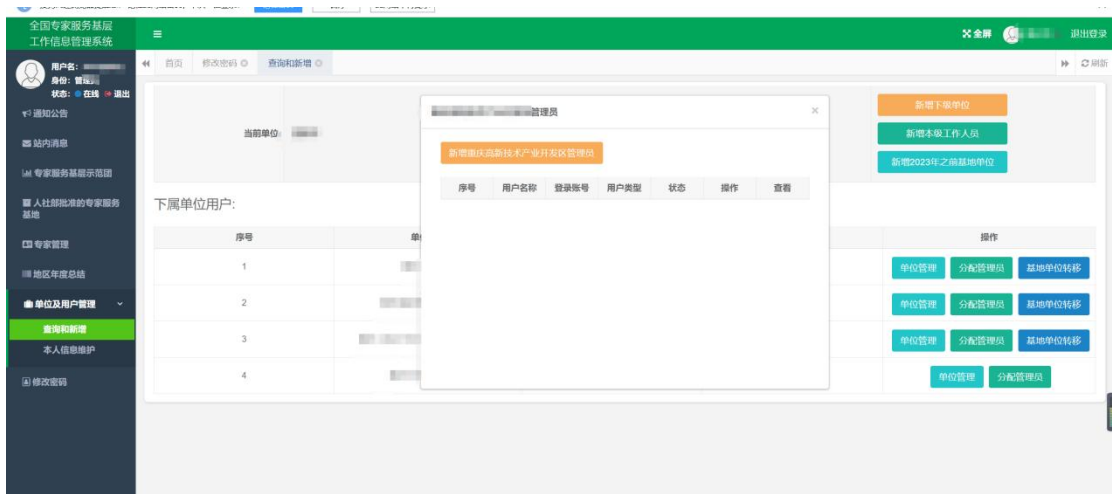 全国专家服务基层
工作信息管理系统
全屏
退出登录
用户名:
身份: 管理
状态: 在线 退出
首页 修改密码 查询和新增
刷新
通知公告
站内消息
专家服务基层示范团
人社部批准的专家服务
基地
专家管理
地区年度总结
单位及用户管理
查询和新增
本人信息维护
修改密码
当前单位:
新增下级单位
新增本级工作人员
新增2023年之前基地单位
下属单位用户:
序号 单 操作
1 单位管理 分配管理员 基地单位转移
2 单位管理 分配管理员 基地单位转移
3 单位管理 分配管理员 基地单位转移
4 单位管理 分配管理员
管理员 ×
新增重庆高新技术产业开发区管理员
序号 用户名称 登录账号 用户类型 状态 操作 查看